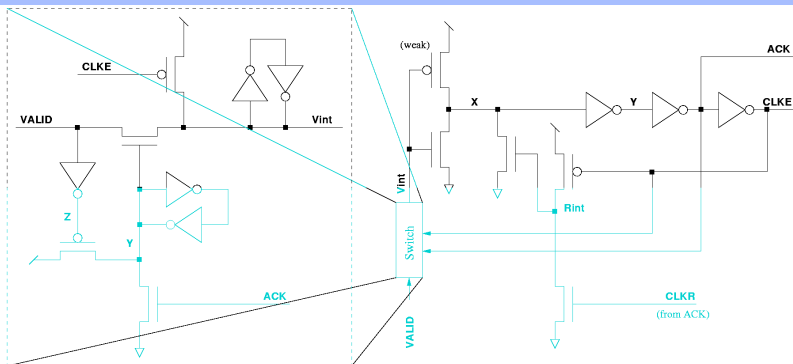 CLKE
VALID
Vint
Z
Y
ACK
(weak)
X
Y
ACK
CLKE
Vint
Rint
Switch
VALID
CLKR
(from ACK)